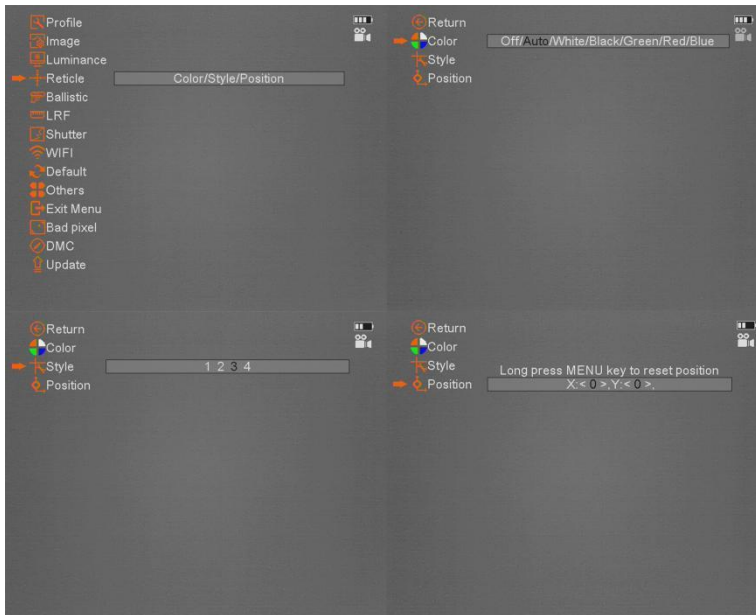 Profile
Image
Luminance
Reticle
Color/Style/Position
Ballistic
LRF
Shutter
WIFI
Default
Others
Exit Menu
Bad pixel
DMC
Update
Return
Color
Off/Auto/White/Black/Green/Red/Blue
Style
Position
Return
Color
Style
1 2 3 4
Position
Return
Color
Style
Long press MENU key to reset position
Position
X:< 0 >,Y:< 0 >,